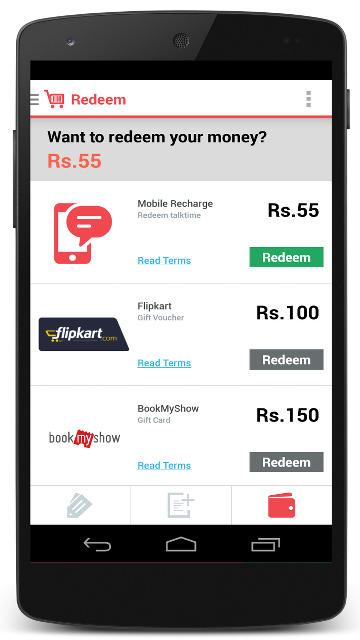 Redeem
Want to redeem your money?
Rs.55
Mobile Recharge
Redeem talktime
Rs.55
Read Terms
Redeem
flipkart.com
Flipkart
Gift Voucher
Rs.100
Read Terms
Redeem
bookmyshow
BookMyShow
Gift Card
Rs.150
Read Terms
Redeem